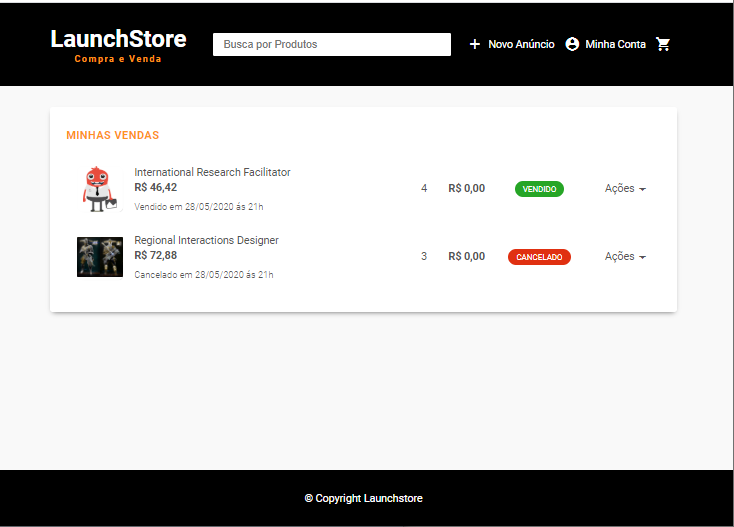 LaunchStore
Compra e Venda
Busca por Produtos
Novo Anúncio
Minha Conta
MINHAS VENDAS
International Research Facilitator
R$ 46,42
Vendido em 28/05/2020 ás 21h
4
R$ 0,00
VENDIDO
Ações
Regional Interactions Designer
R$ 72,88
Cancelado em 28/05/2020 ás 21h
3
R$ 0,00
CANCELADO
Ações
© Copyright Launchstore